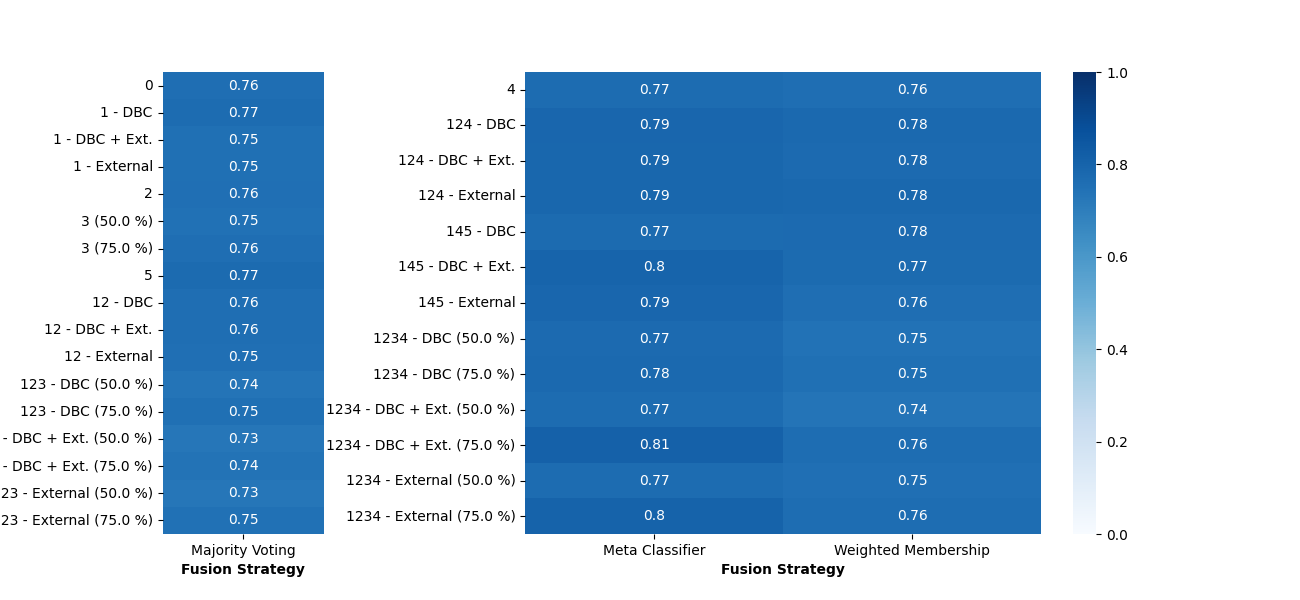 0 0.76
1 - DBC 0.77
1 - DBC + Ext. 0.75
1 - External 0.75
2 0.76
3 (50.0 %) 0.75
3 (75.0 %) 0.76
5 0.77
12 - DBC 0.76
12 - DBC + Ext. 0.76
12 - External 0.75
123 - DBC (50.0 %) 0.74
123 - DBC (75.0 %) 0.75
- DBC + Ext. (50.0 %) 0.73
- DBC + Ext. (75.0 %) 0.74
23 - External (50.0 %) 0.73
23 - External (75.0 %) 0.75
Majority Voting
Fusion Strategy
4 0.77 0.76
124 - DBC 0.79 0.78
124 - DBC + Ext. 0.79 0.78
124 - External 0.79 0.78
145 - DBC 0.77 0.78
145 - DBC + Ext. 0.8 0.77
145 - External 0.79 0.76
1234 - DBC (50.0 %) 0.77 0.75
1234 - DBC (75.0 %) 0.78 0.75
1234 - DBC + Ext. (50.0 %) 0.77 0.74
1234 - DBC + Ext. (75.0 %) 0.81 0.76
1234 - External (50.0 %) 0.77 0.75
1234 - External (75.0 %) 0.8 0.76
Meta Classifier Weighted Membership
Fusion Strategy
1.0
0.8
0.6
0.4
0.2
0.0